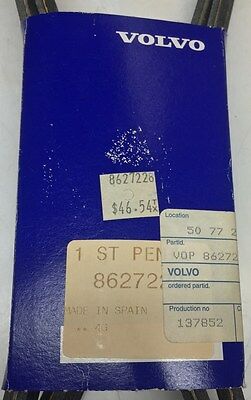 VOLVO
8627228
$46.54
Location
50 77 2
1 ST PEN
Partid.
VOP 86272
862722
VOLVO
ordered partid.
MADE IN SPAIN
Production no
137852